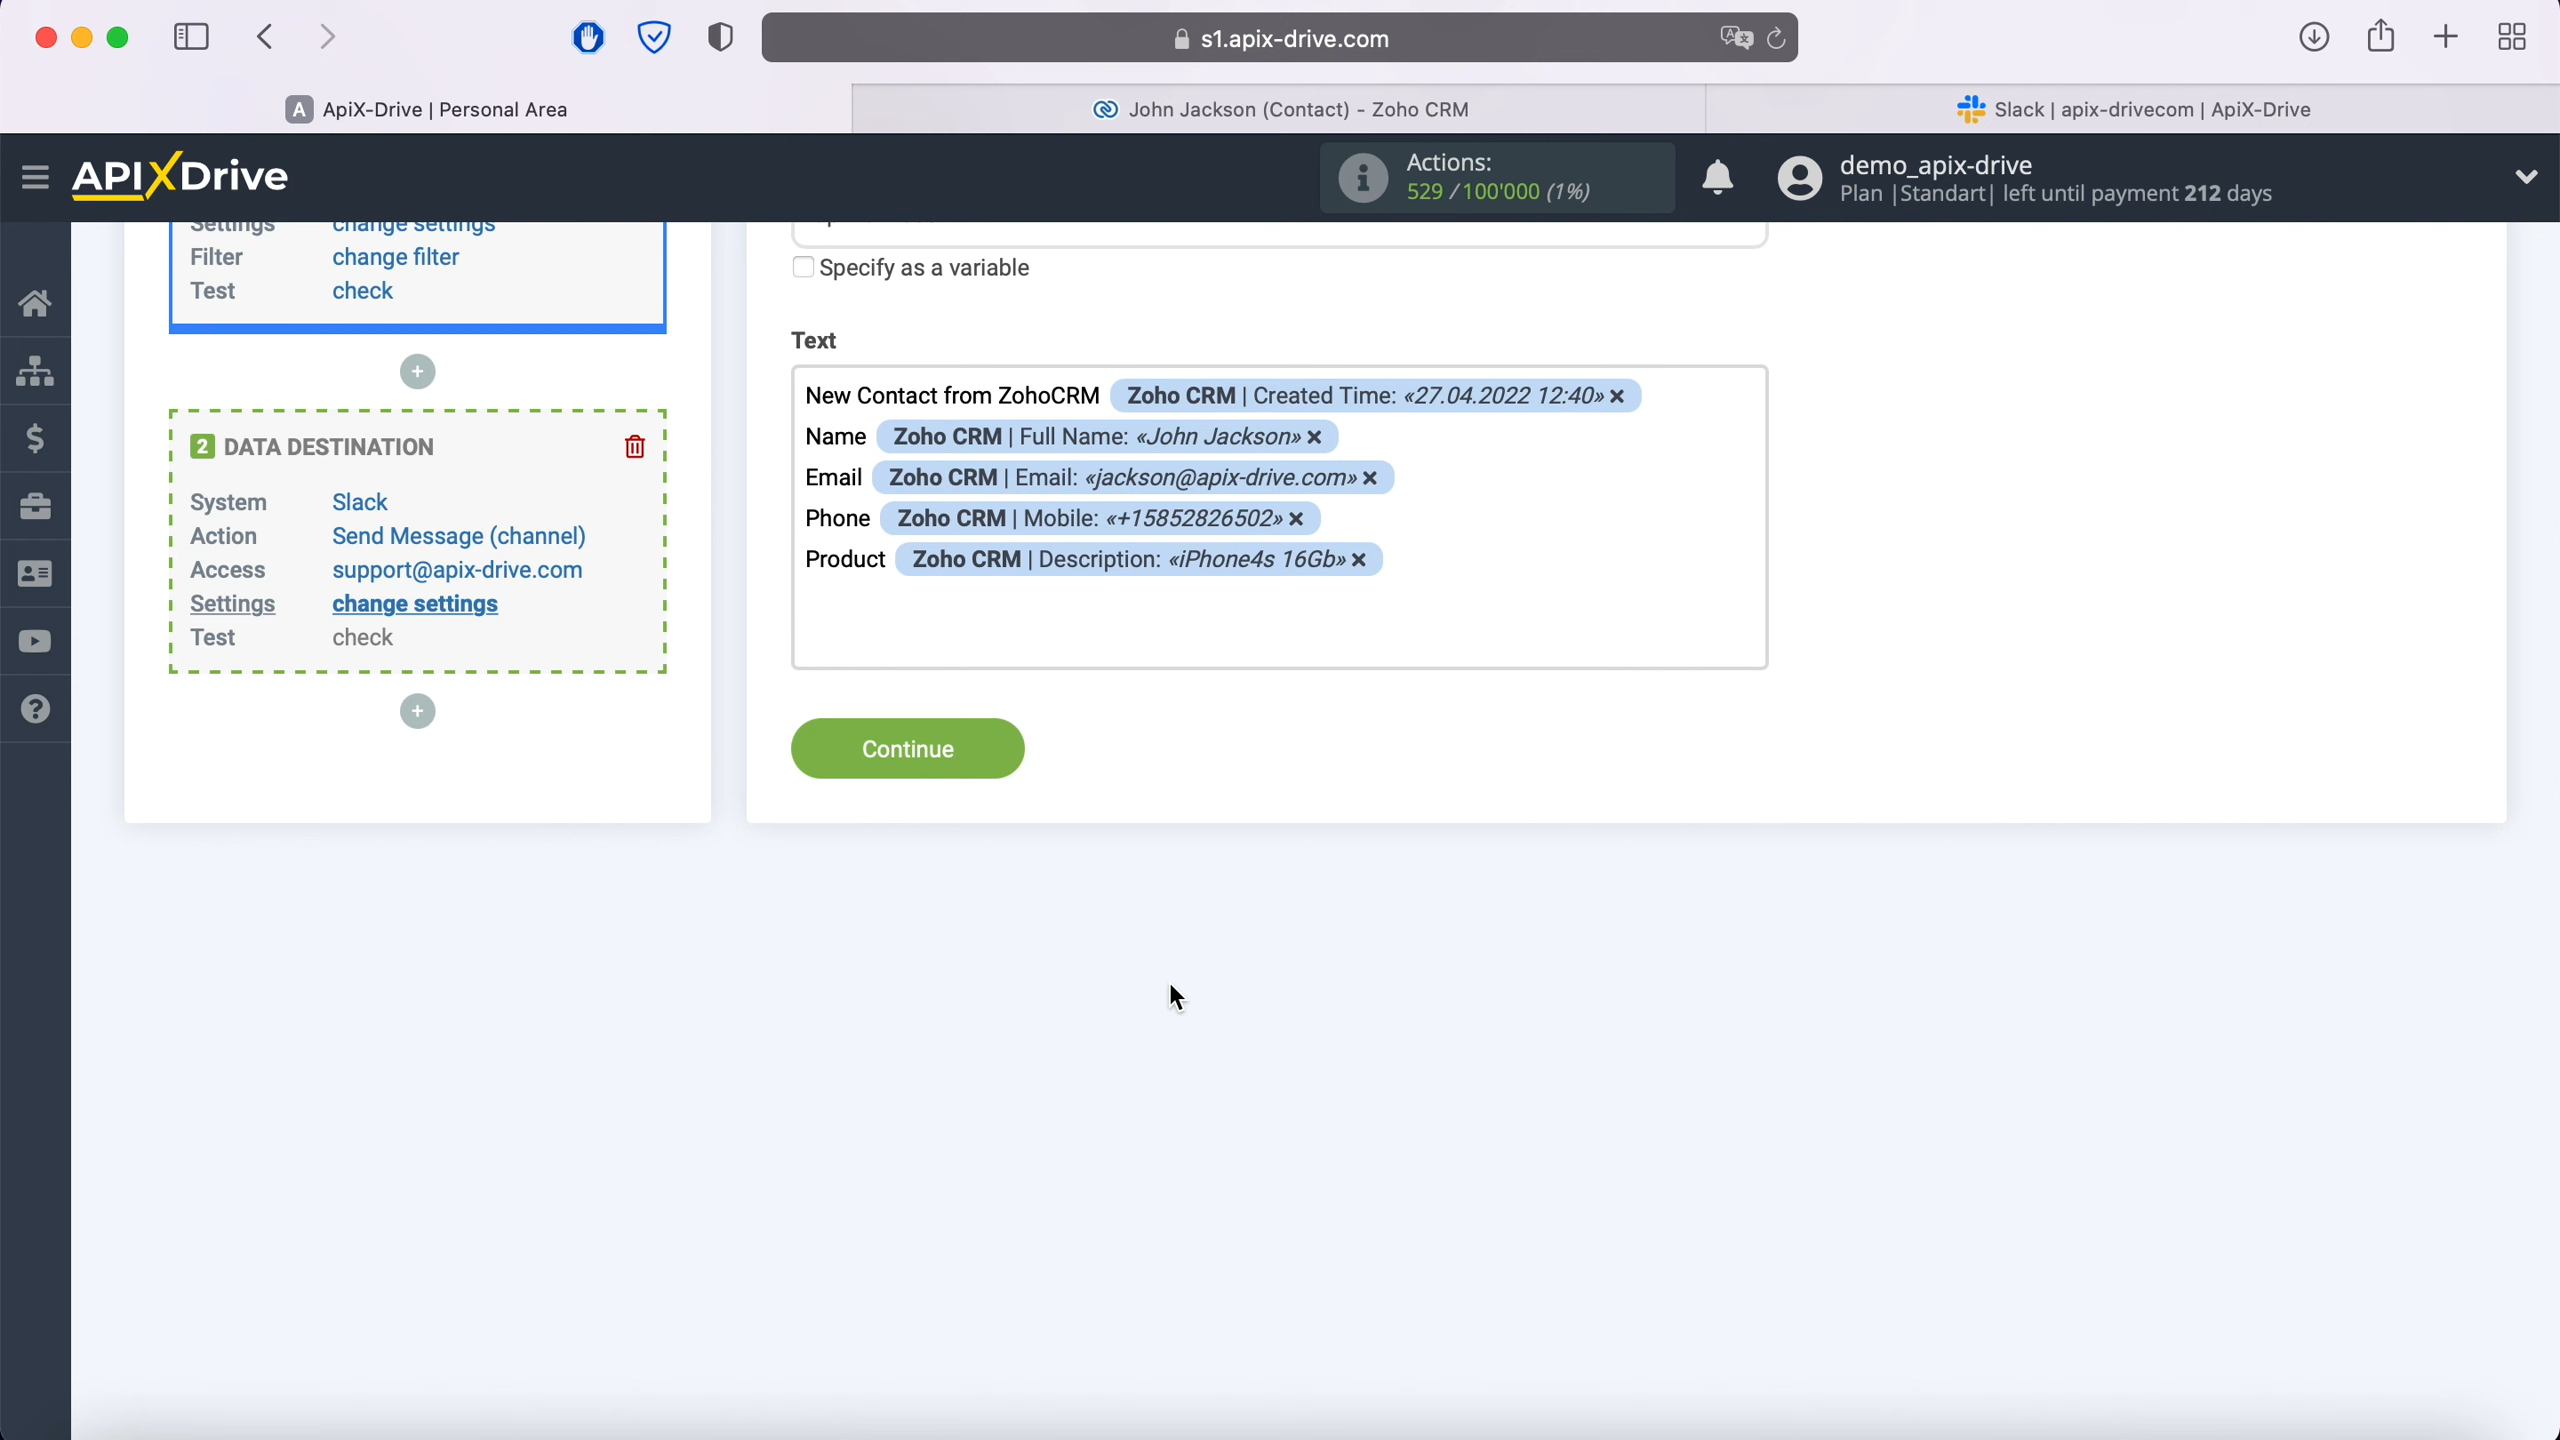 s1.apix-drive.com
A ApiX-Drive | Personal Area
John Jackson (Contact) - Zoho CRM
Slack | apix-drivecom | ApiX-Drive
APIXDrive
Actions:
529 / 100'000 (1%)
demo_apix-drive
Plan |Standart| left until payment 212 days
Settings change settings
Filter change filter
Test check
2 DATA DESTINATION
System Slack
Action Send Message (channel)
Access support@apix-drive.com
Settings change settings
Test check
Specify as a variable
Text
New Contact from ZohoCRM Zoho CRM | Created Time: «27.04.2022 12:40»
Name Zoho CRM | Full Name: «John Jackson»
Email Zoho CRM | Email: «jackson@apix-drive.com»
Phone Zoho CRM | Mobile: «+15852826502»
Product Zoho CRM | Description: «iPhone4s 16Gb»
Continue